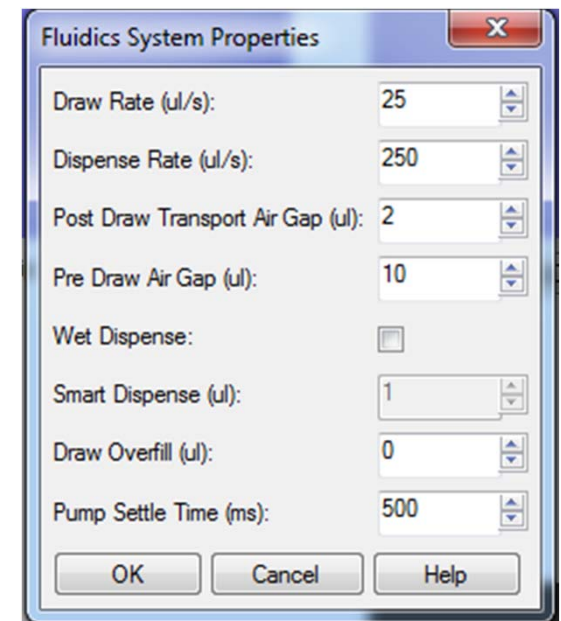 Fluidics System Properties
Draw Rate (ul/s): 25
Dispense Rate (ul/s): 250
Post Draw Transport Air Gap (ul): 2
Pre Draw Air Gap (ul): 10
Wet Dispense:
Smart Dispense (ul): 1
Draw Overfill (ul): 0
Pump Settle Time (ms): 500
OK Cancel Help